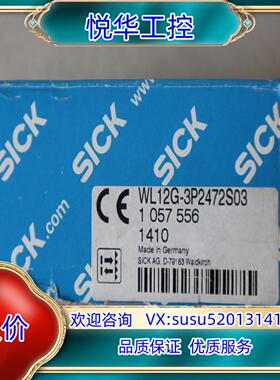 悦华工控
SICK
SICK
.com
SICK
WL12G-3P2472S03
1 057 556
1410
Made in Germany
SICK AG, D-79183 Waldkirch
价
欢迎咨询 VX:susu52013141
品质保证 服务优质